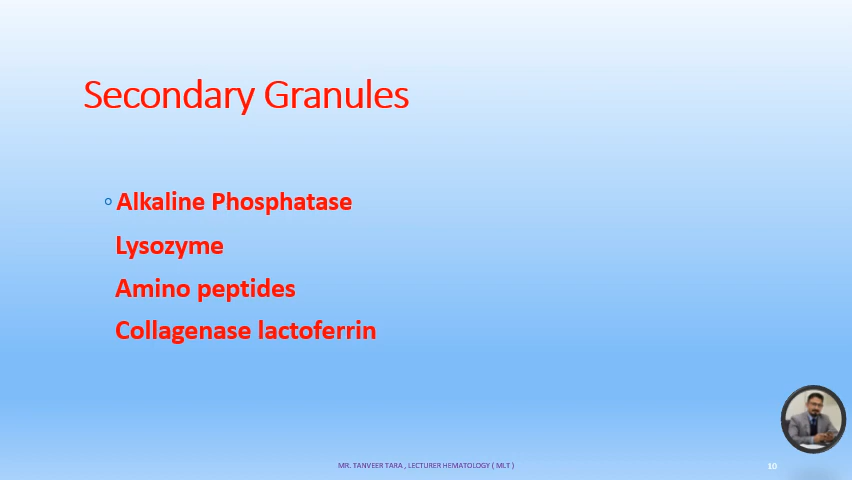 Secondary Granules
Alkaline Phosphatase
Lysozyme
Amino peptides
Collagenase lactoferrin
MR. TANVEER TARA , LECTURER HEMATOLOGY ( MLT )
10